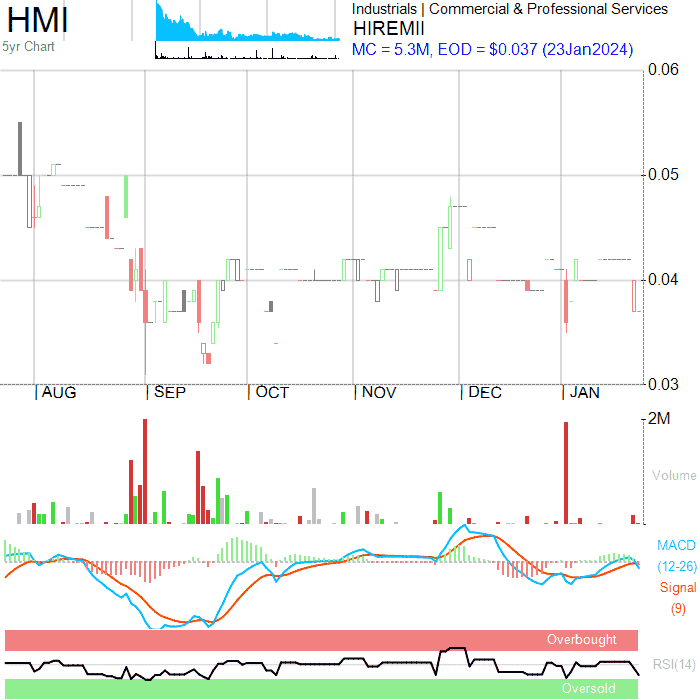 HMI
5yr Chart
Industrials | Commercial & Professional Services
HIREMII
MC = 5.3M, EOD = $0.037 (23Jan2024)
0.06
0.05
0.04
0.03
AUG SEP OCT NOV DEC JAN
2M
Volume
MACD
(12-26)
Signal
(9)
Overbought
RSI(14)
Oversold